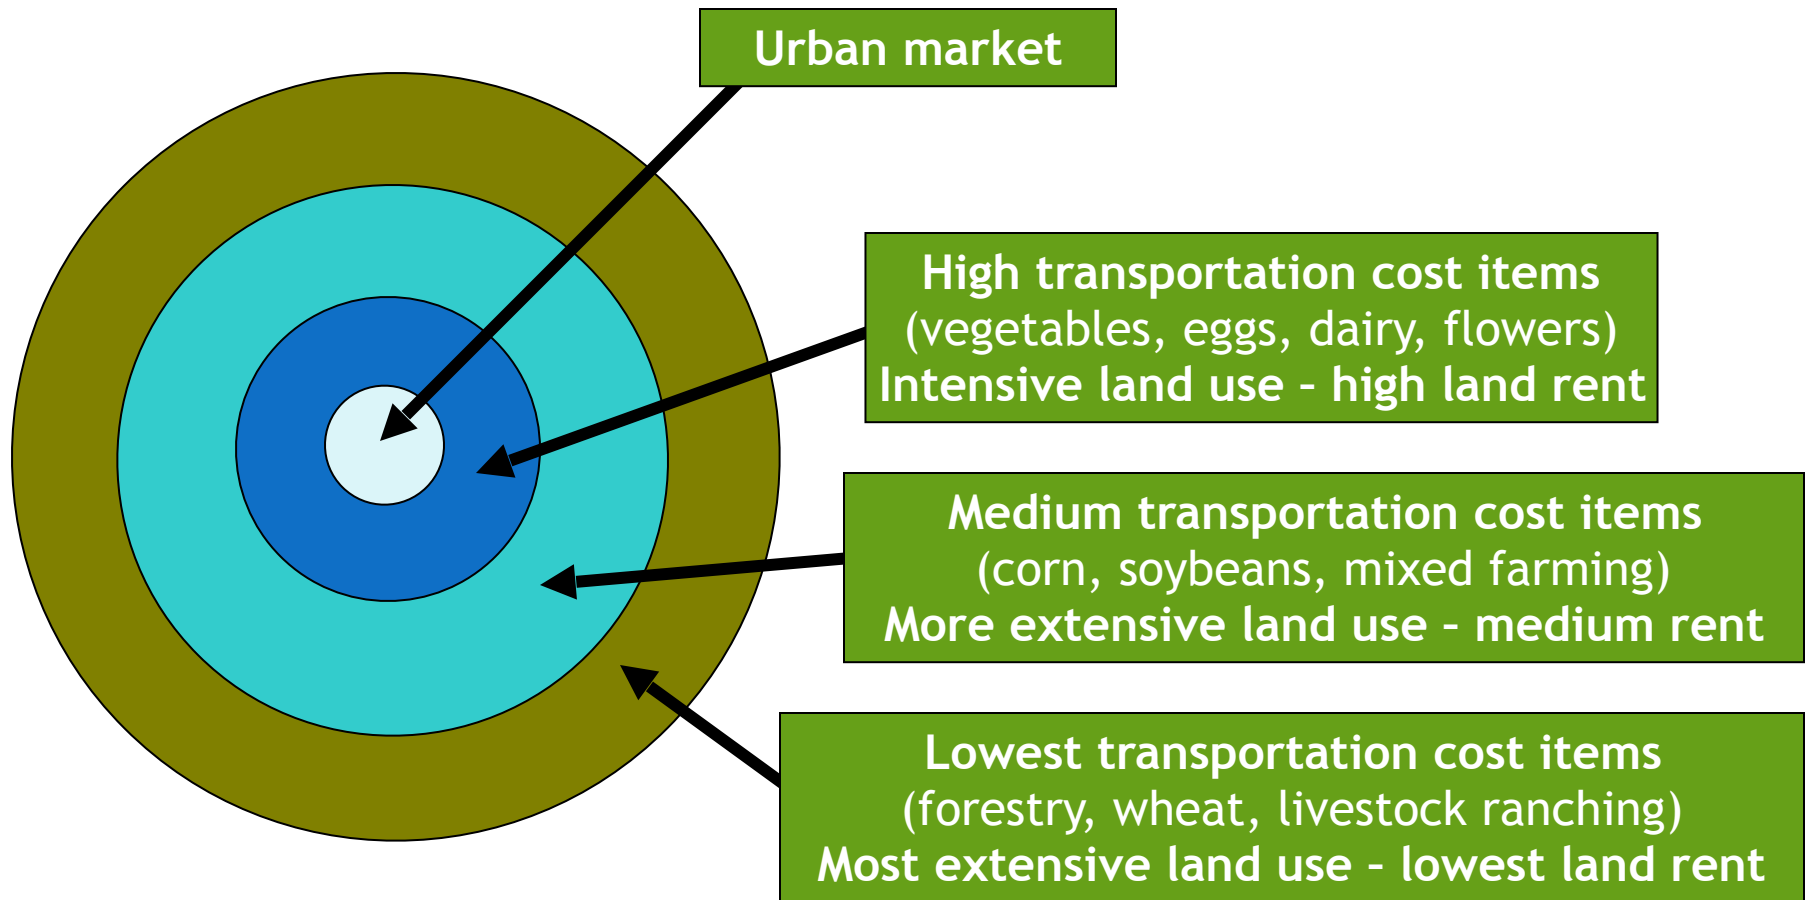 Urban market
High transportation cost items
(vegetables, eggs, dairy, flowers)
Intensive land use – high land rent
Medium transportation cost items
(corn, soybeans, mixed farming)
More extensive land use – medium rent
Lowest transportation cost items
(forestry, wheat, livestock ranching)
Most extensive land use – lowest land rent